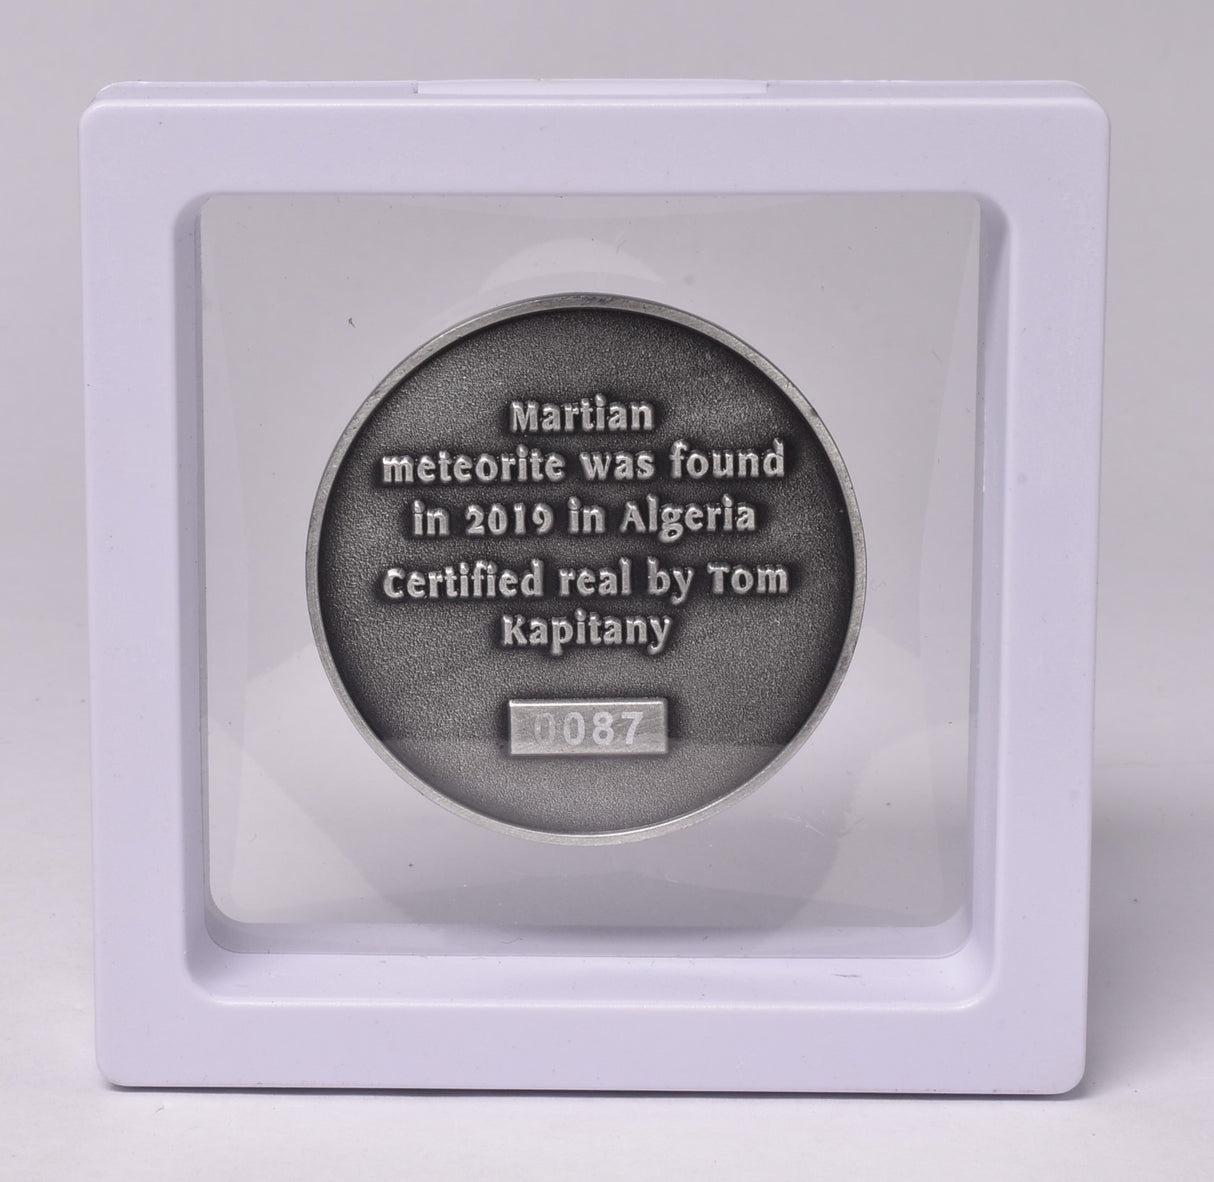 Martian
meteorite was found
in 2019 in Algeria
Certified real by Tom
Kapitany
0087